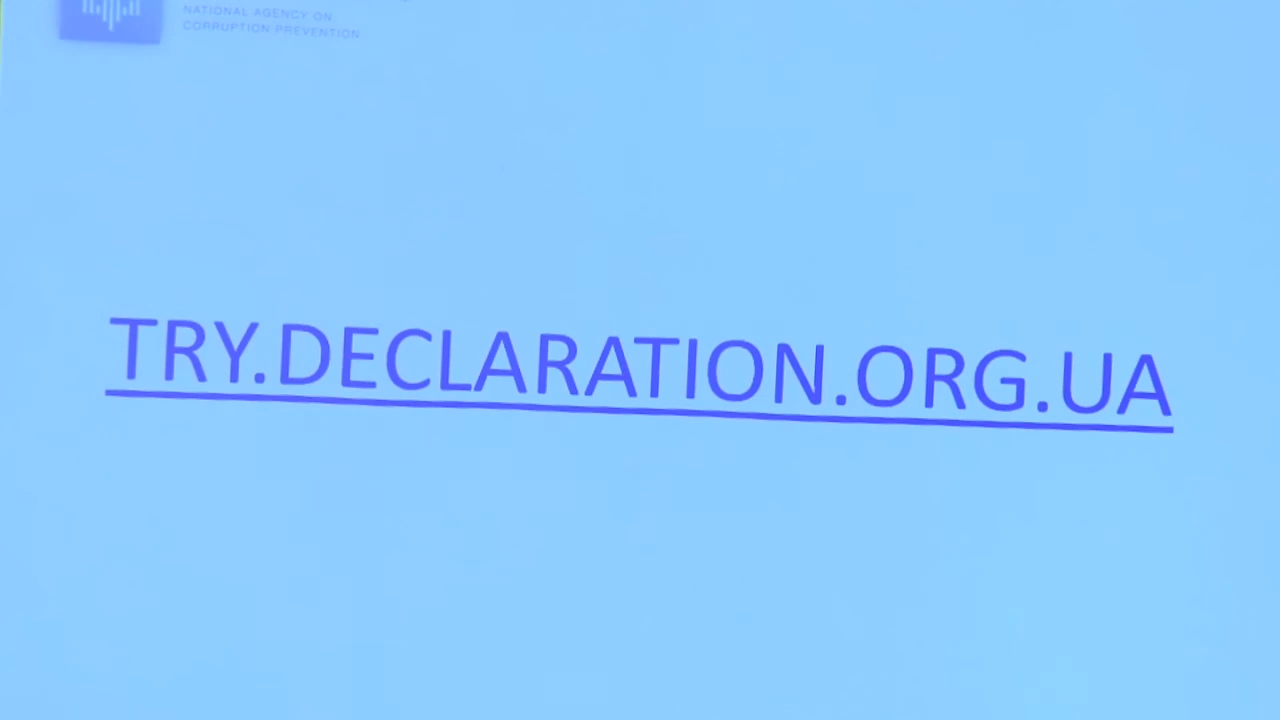 NATIONAL AGENCY ON
CORRUPTION PREVENTION
TRY.DECLARATION.ORG.UA